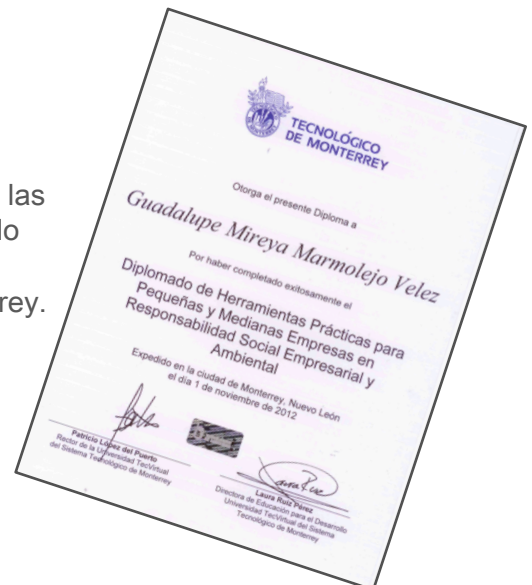 las
lo
rey.
TECNOLÓGICO
DE MONTERREY
Otorga el presente Diploma a
Guadalupe Mireya Marmolejo Velez
Por haber completado exitosamente el
Diplomado de Herramientas Prácticas para
Pequeñas y Medianas Empresas en
Responsabilidad Social Empresarial y
Ambiental
Expedido en la ciudad de Monterrey, Nuevo León
el día 1 de noviembre de 2012
Patricio López del Puerto
Rector de la Universidad TecVirtual
del Sistema Tecnológico de Monterrey
Laura Ruiz Pérez
Directora de Educación para el Desarrollo
Universidad TecVirtual del Sistema
Tecnológico de Monterrey